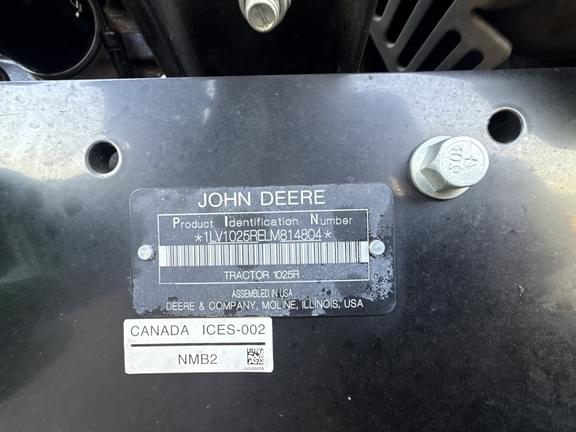 JOHN DEERE
Product Identification Number
*1LV1025RELM814804*
TRACTOR 1025R
ASSEMBLED IN USA
DEERE & COMPANY, MOLINE, ILLINOIS, USA
CANADA ICES-002
NMB2
10.9